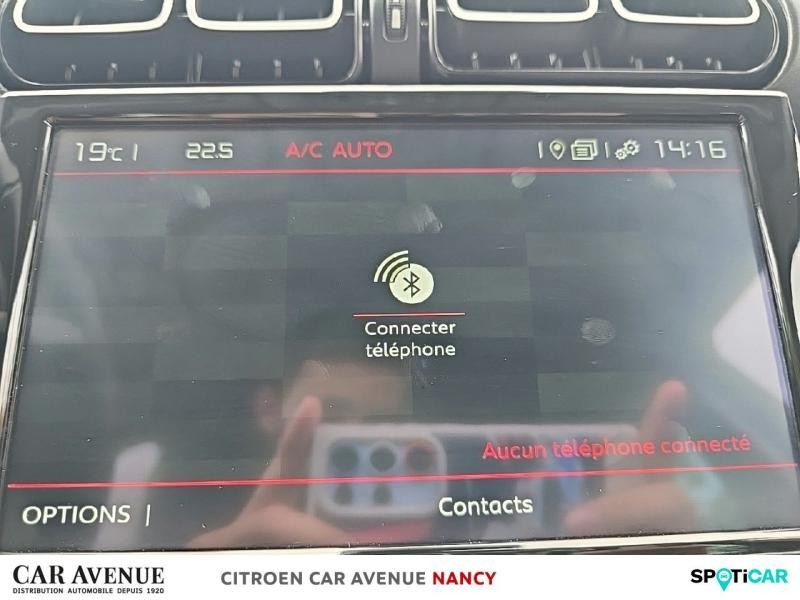 19°C | 22.5 A/C AUTO 14:16
Connecter
téléphone
Aucun téléphone connecté
OPTIONS | Contacts
CAR AVENUE CITROEN CAR AVENUE NANCY SPOTiCAR
DISTRIBUTION AUTOMOBILE DEPUIS 1920